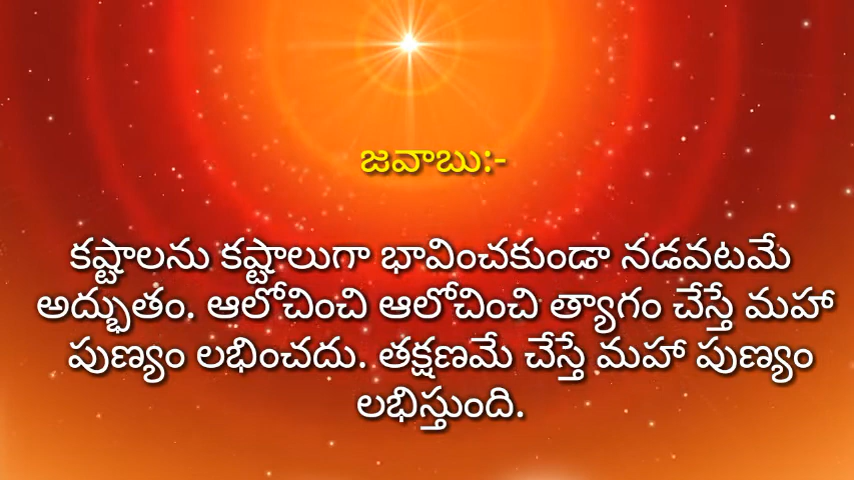 జవాబు:-
కష్టాలను కష్టాలుగా భావించకుండా నడవటమే
అద్భుతం. ఆలోచించి ఆలోచించి త్యాగం చేస్తే మహా
పుణ్యం లభించదు. తక్షణమే చేస్తే మహా పుణ్యం
లభిస్తుంది.